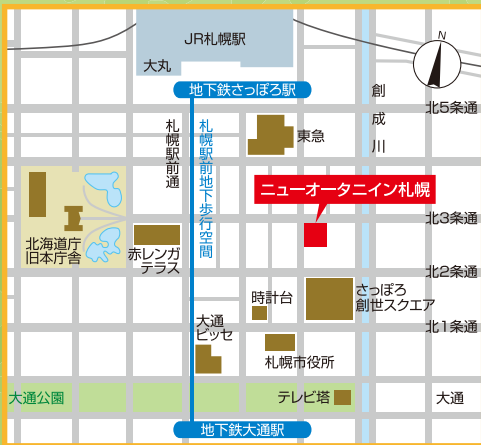 JR札幌駅
大丸
N
地下鉄さっぽろ駅
創成川
北5条通
札幌駅前通
札幌駅前地下歩行空間
東急
ニューオータニイン札幌
北3条通
北海道庁
旧本庁舎
赤レンガ
テラス
北2条通
さっぽろ
創世スクエア
時計台
大通
ビッセ
北1条通
札幌市役所
大通公園
テレビ塔
大通
地下鉄大通駅